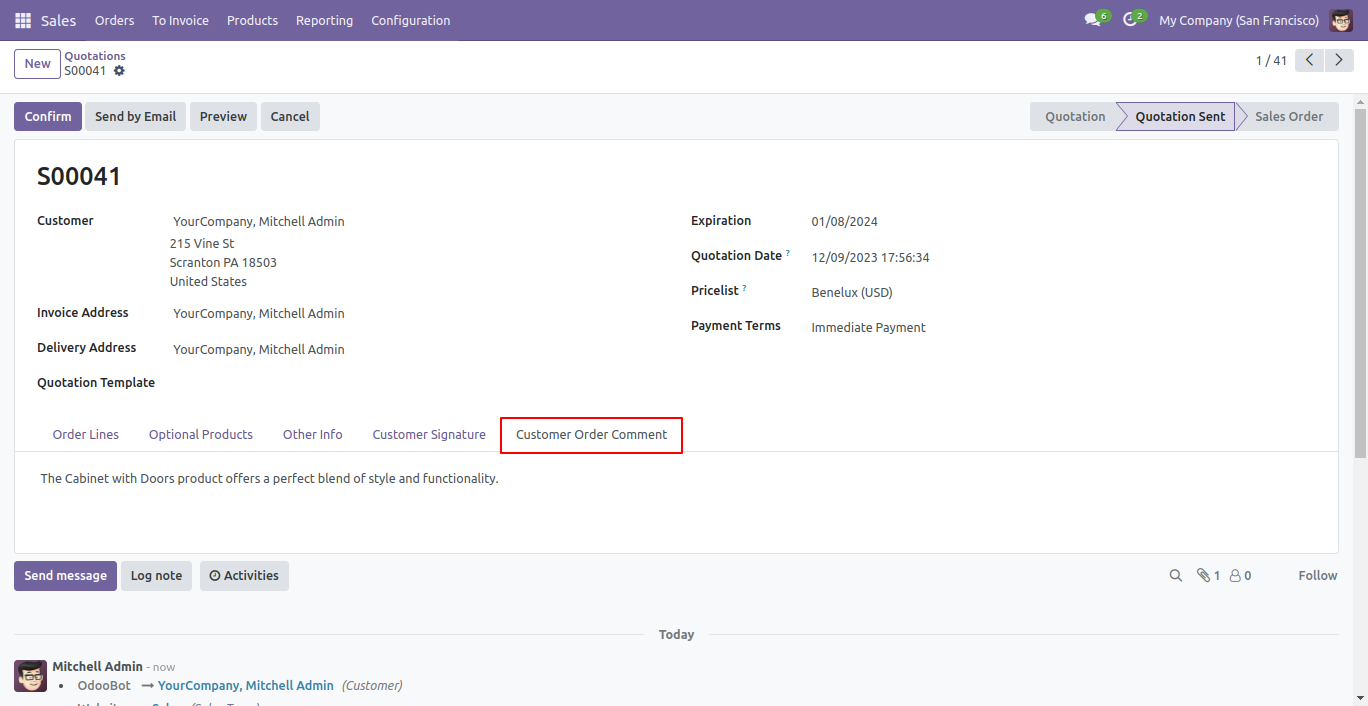 Sales Orders To Invoice Products Reporting Configuration 6 2 My Company (San Francisco)
New Quotations
S00041
1 / 41
Confirm Send by Email Preview Cancel Quotation Quotation Sent Sales Order
S00041
Customer YourCompany, Mitchell Admin
215 Vine St
Scranton PA 18503
United States
Invoice Address YourCompany, Mitchell Admin
Delivery Address YourCompany, Mitchell Admin
Quotation Template
Expiration 01/08/2024
Quotation Date ? 12/09/2023 17:56:34
Pricelist ? Benelux (USD)
Payment Terms Immediate Payment
Order Lines Optional Products Other Info Customer Signature Customer Order Comment
The Cabinet with Doors product offers a perfect blend of style and functionality.
Send message Log note Activities 1 0 Follow
Today
Mitchell Admin - now
• OdooBot → YourCompany, Mitchell Admin (Customer)